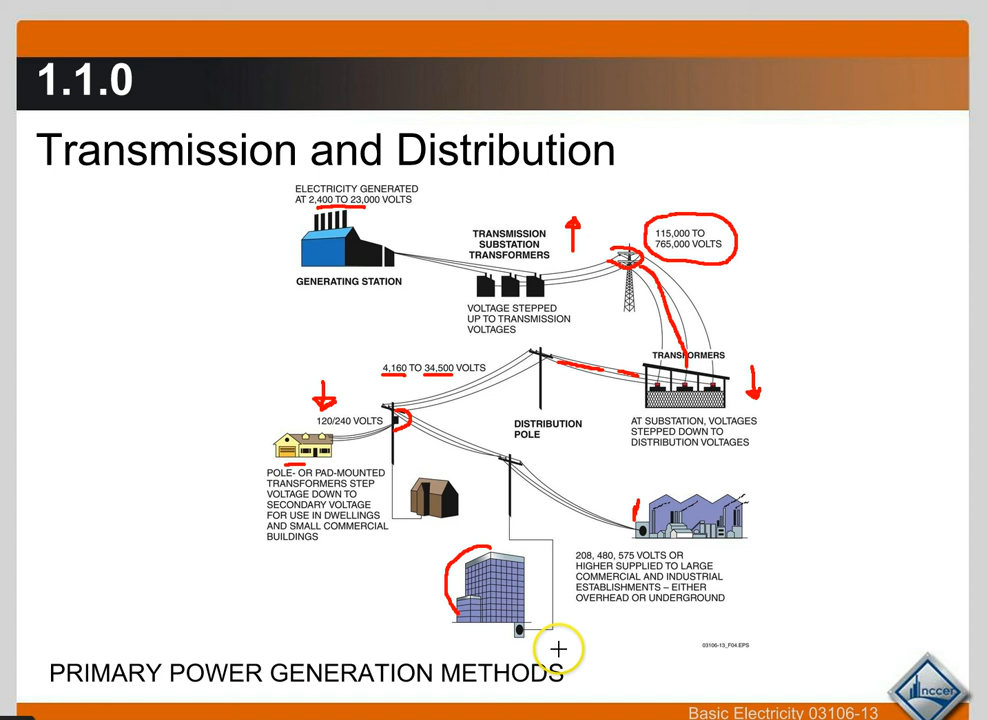 1.1.0
Transmission and Distribution
ELECTRICITY GENERATED
AT 2,400 TO 23,000 VOLTS
GENERATING STATION
TRANSMISSION
SUBSTATION
TRANSFORMERS
VOLTAGE STEPPED
UP TO TRANSMISSION
VOLTAGES
115,000 TO
765,000 VOLTS
TRANSFORMERS
AT SUBSTATION, VOLTAGES
STEPPED DOWN TO
DISTRIBUTION VOLTAGES
4,160 TO 34,500 VOLTS
DISTRIBUTION
POLE
120/240 VOLTS
POLE- OR PAD-MOUNTED
TRANSFORMERS STEP
VOLTAGE DOWN TO
SECONDARY VOLTAGE
FOR USE IN DWELLINGS
AND SMALL COMMERCIAL
BUILDINGS
208, 480, 575 VOLTS OR
HIGHER SUPPLIED TO LARGE
COMMERCIAL AND INDUSTRIAL
ESTABLISHMENTS – EITHER
OVERHEAD OR UNDERGROUND
03106-13_F04.EPS
PRIMARY POWER GENERATION METHODS
nccer
Basic Electricity 03106-13